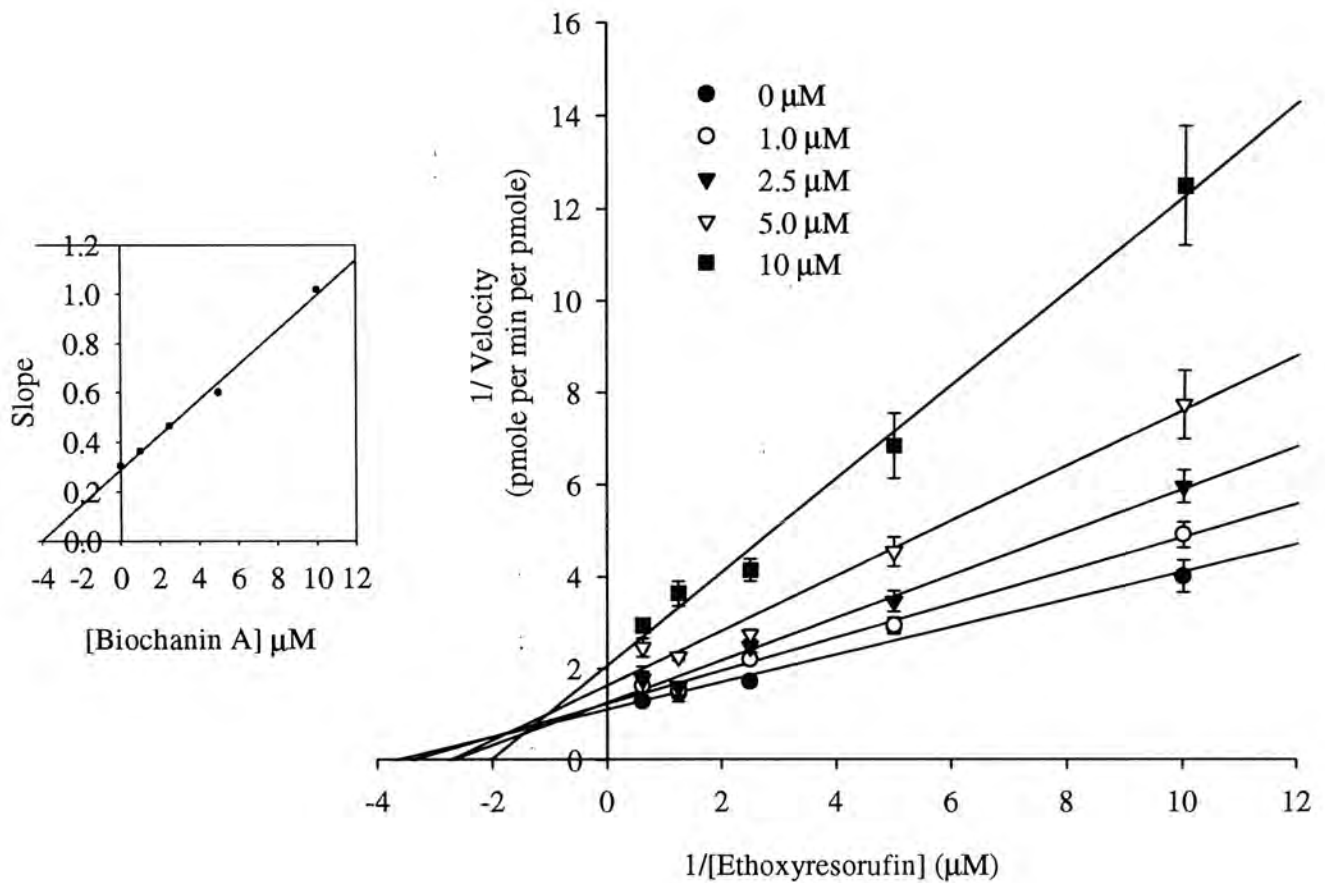 16
14
12
10
8
6
4
2
0
-4
-2
0
2
4
6
8
10
12
1/ Velocity
(pmole per min per pmole)
1/[Ethoxyresorufin] (μM)
0 μM
1.0 μM
2.5 μM
5.0 μM
10 μM
1.2
1.0
0.8
0.6
0.4
0.2
0.0
Slope
-4 -2 0 2 4 6 8 10 12
[Biochanin A] μM